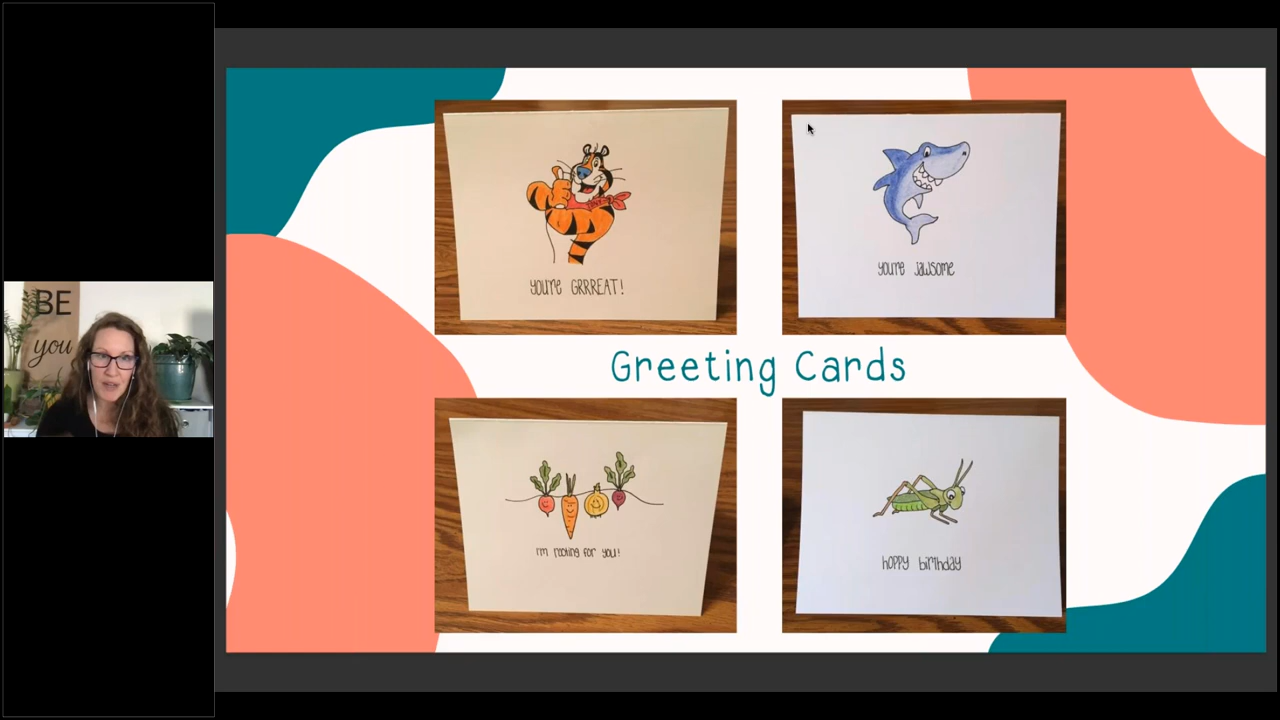 BE
you
YOU'RE GRRREAT!
YOU'RE JAWSOME
Greeting Cards
I'm rooting for you!
hoppy birthday